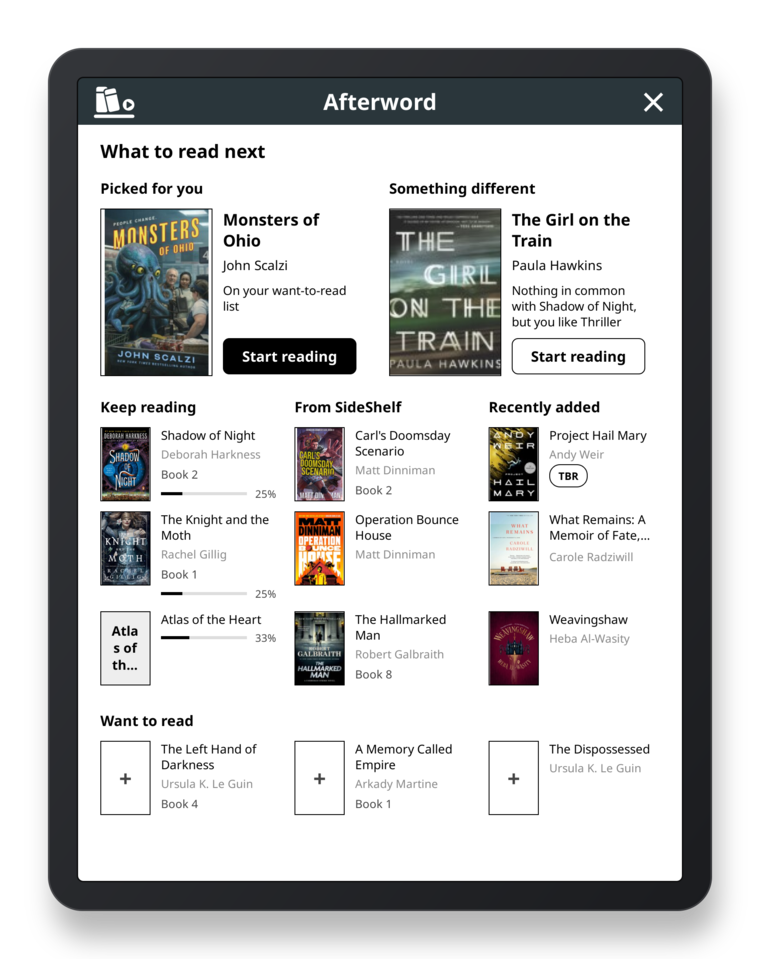 Afterword
What to read next
Picked for you
PEOPLE CHANGE.
MONSTERS
OF OHIO
JOHN SCALZI
NEW YORK TIMES BESTSELLING AUTHOR
Monsters of
Ohio
John Scalzi
On your want-to-read
list
Start reading
Something different
THE
GIRL
ON THE
TRAIN
PAULA HAWKINS
The Girl on the
Train
Paula Hawkins
Nothing in common
with Shadow of Night,
but you like Thriller
Start reading
Keep reading
DEBORAH HARKNESS
SHADOW
OF
NIGHT
Shadow of Night
Deborah Harkness
Book 2
25%
KNIGHT
MOTH
The Knight and the
Moth
Rachel Gillig
Book 1
25%
Atla
s of
th...
Atlas of the Heart
33%
From SideShelf
CARL'S
DOOMSDAY
SCENARIO
Carl's Doomsday
Scenario
Matt Dinniman
Book 2
MATT
DINNIMAN
OPERATION
BOUNCE
HOUSE
Operation Bounce
House
Matt Dinniman
ROBERT
GALBRAITH
THE
HALLMARKED
MAN
The Hallmarked
Man
Robert Galbraith
Book 8
Recently added
ANDY
WEIR
PROJECT
HAIL
MARY
Project Hail Mary
Andy Weir
TBR
WHAT
REMAINS
CAROLE
RADZIWILL
What Remains: A
Memoir of Fate,...
Carole Radziwill
WEAVINGSHAW
HEBA AL-WASITY
Weavingshaw
Heba Al-Wasity
Want to read
+
The Left Hand of
Darkness
Ursula K. Le Guin
Book 4
+
A Memory Called
Empire
Arkady Martine
Book 1
+
The Dispossessed
Ursula K. Le Guin